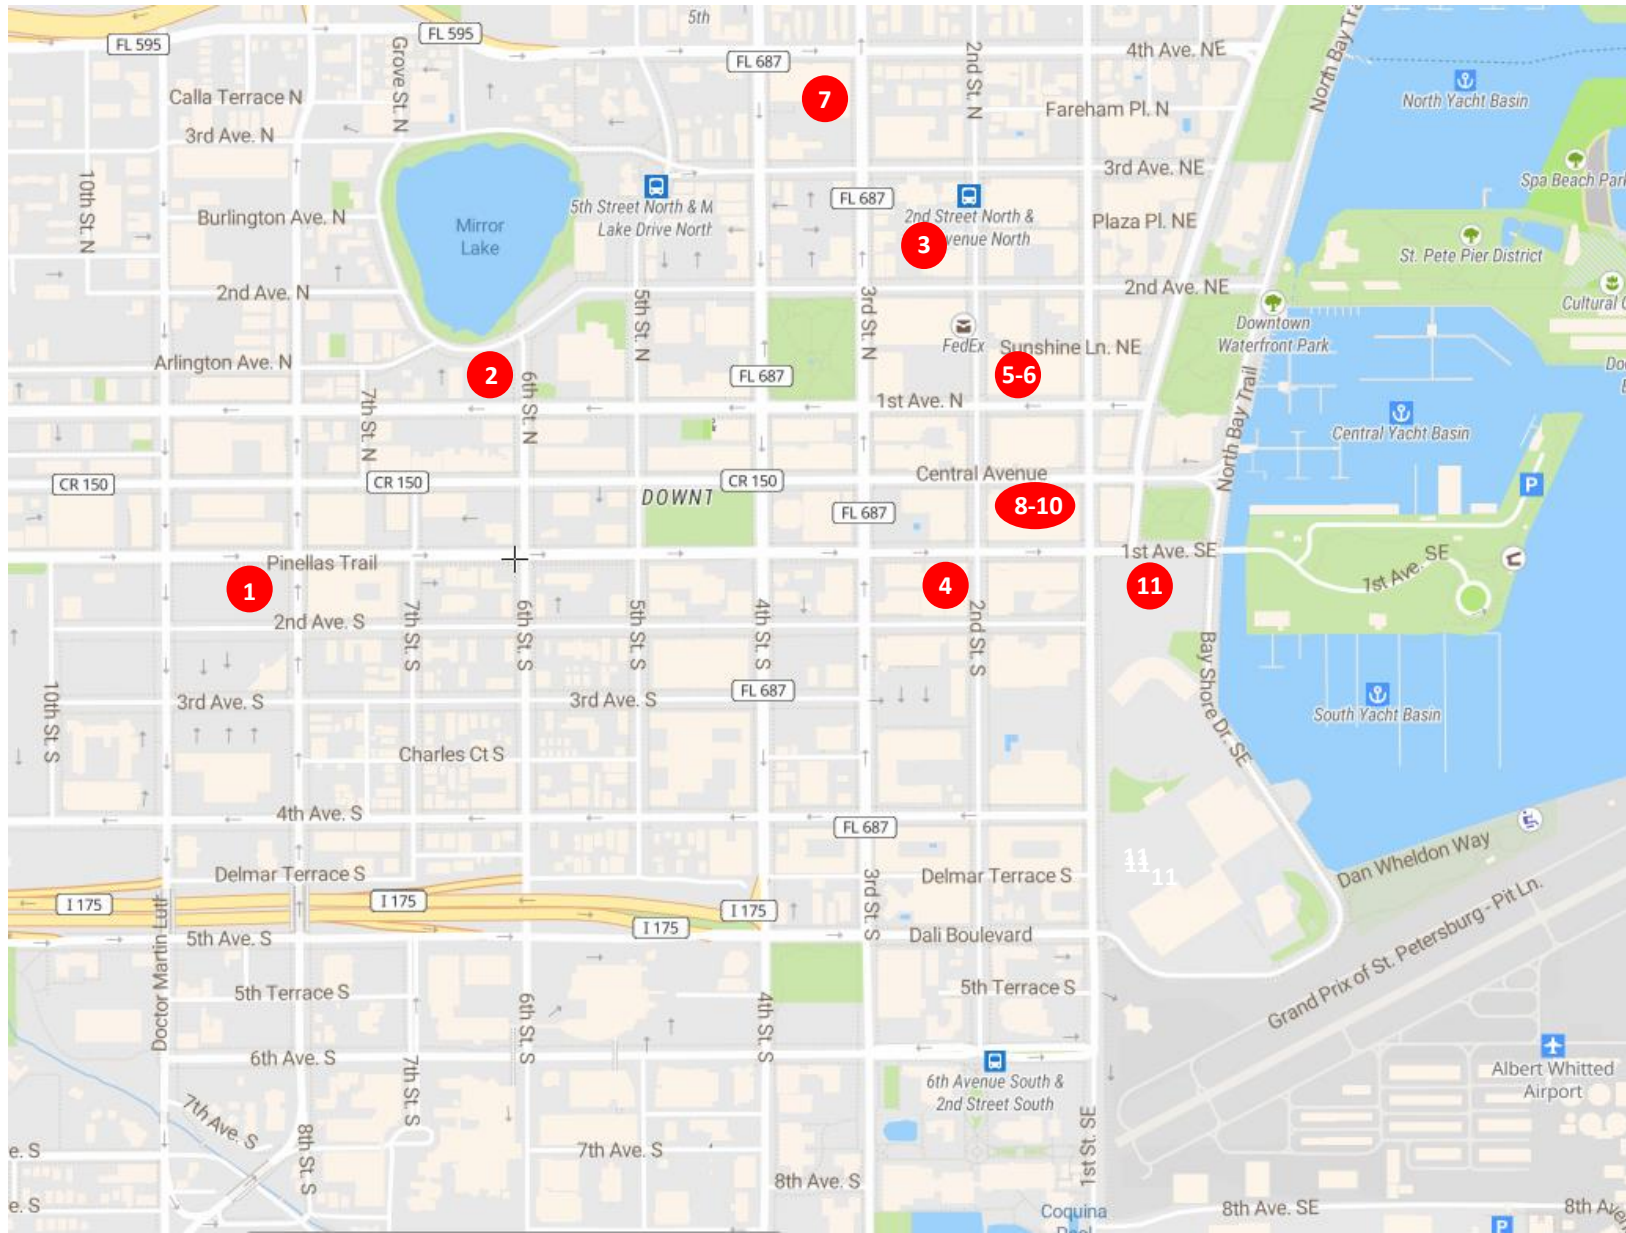 5th
FL 595
FL 595
Grove St. N
FL 687
2nd St. N
4th Ave. NE
North Bay Trai
North Yacht Basin
7
Calla Terrace N
Fareham Pl. N
3rd Ave. N
3rd Ave. NE
Spa Beach Park
10th St. N
Burlington Ave. N
Mirror
Lake
5th Street North & M
Lake Drive North
FL 687
2nd Street North &
venue North
3
Plaza Pl. NE
St. Pete Pier District
2nd Ave. N
2nd Ave. NE
Cultural C
5th St. N
3rd St. N
FedEx
Downtown
Waterfront Park
Sunshine Ln. NE
Arlington Ave. N
2
6th St. N
FL 687
5-6
Do
7th St. N
1st Ave. N
North Bay Trail
Central Yacht Basin
CR 150
CR 150
DOWNT
CR 150
Central Avenue
8-10
P
FL 687
Pinellas Trail
1st Ave. SE
1st Ave. SE
1
4
11
2nd Ave. S
7th St. S
6th St. S
5th St. S
4th St. S
2nd St. S
Bay Shore Dr. SE
10th St. S
3rd Ave. S
3rd Ave. S
FL 687
South Yacht Basin
Charles Ct S
4th Ave. S
FL 687
11
11
11
Dan Wheldon Way
Delmar Terrace S
Delmar Terrace S
I 175
I 175
I 175
I 175
3rd St. S
5th Ave. S
Dali Boulevard
Grand Prix of St. Petersburg - Pit Ln.
Doctor Martin Luth
5th Terrace S
6th St. S
4th St. S
5th Terrace S
6th Ave. S
7th St. S
6th Avenue South &
2nd Street South
Albert Whitted
Airport
7th Ave. S
8th St. S
7th Ave. S
1st St. SE
e. S
8th Ave. S
e. S
Coquina
Pool
8th Ave. SE
8th Ave
P